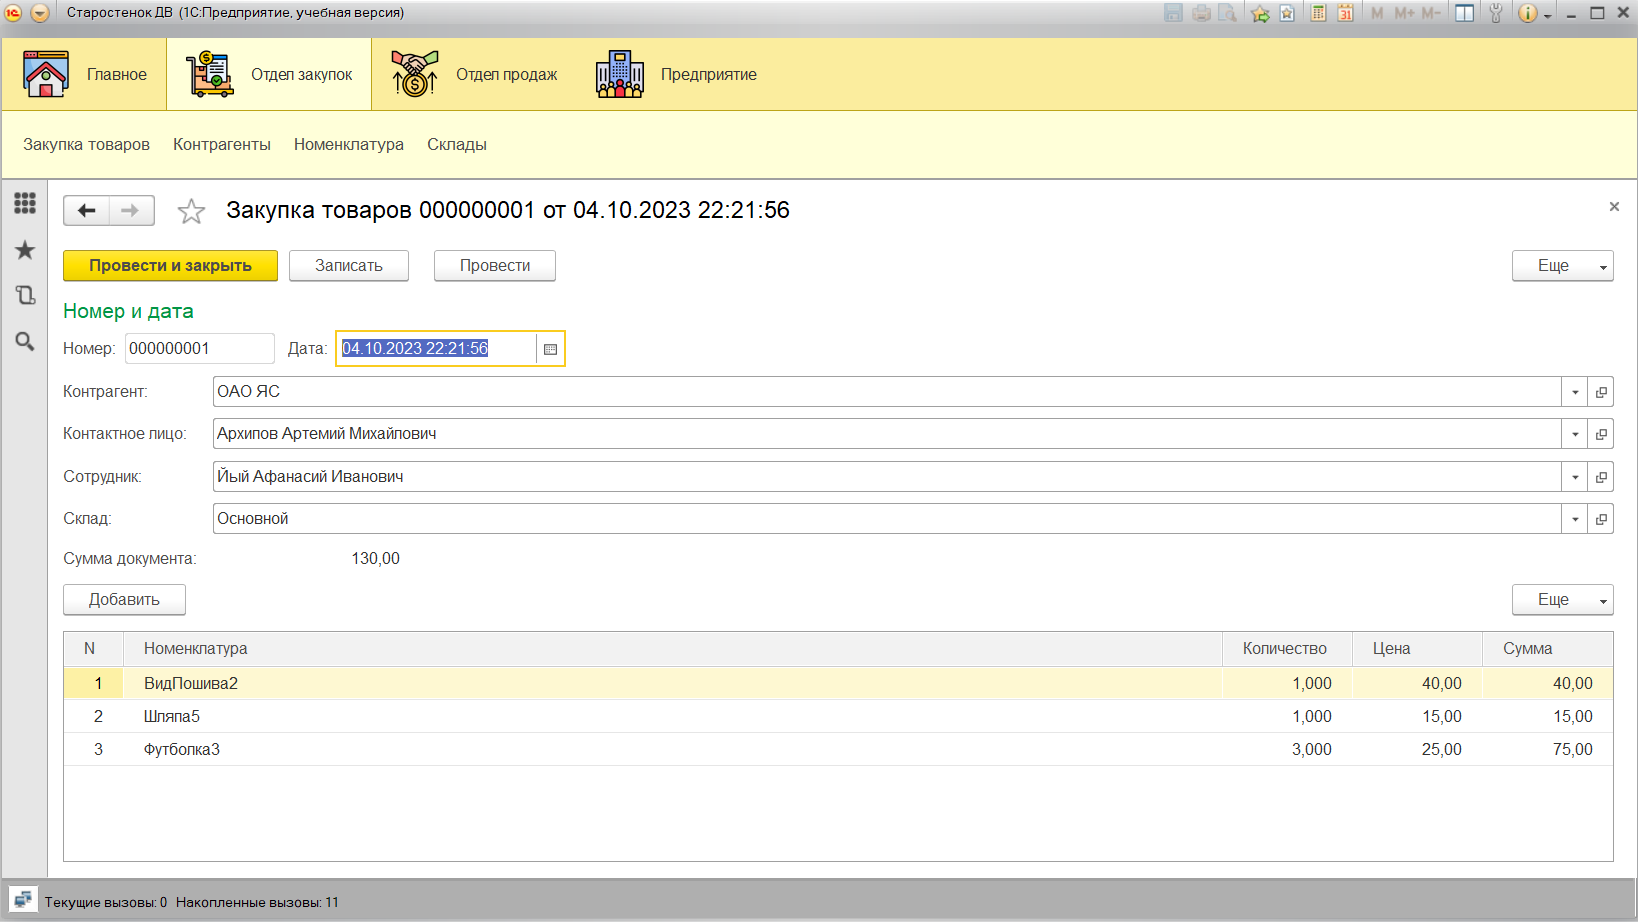 Старостенок ДВ (1С:Предприятие, учебная версия)
M M+ M-
31
Главное
Отдел закупок
Отдел продаж
Предприятие
Закупка товаров Контрагенты Номенклатура Склады
Закупка товаров 000000001 от 04.10.2023 22:21:56
Провести и закрыть Записать Провести Еще
Номер и дата
Номер: 000000001 Дата: 04.10.2023 22:21:56
Контрагент: ОАО ЯС
Контактное лицо: Архипов Артемий Михайлович
Сотрудник: Йый Афанасий Иванович
Склад: Основной
Сумма документа: 130,00
Добавить Еще
N Номенклатура Количество Цена Сумма
1 ВидПошива2 1,000 40,00 40,00
2 Шляпа5 1,000 15,00 15,00
3 Футболка3 3,000 25,00 75,00
Текущие вызовы: 0 Накопленные вызовы: 11